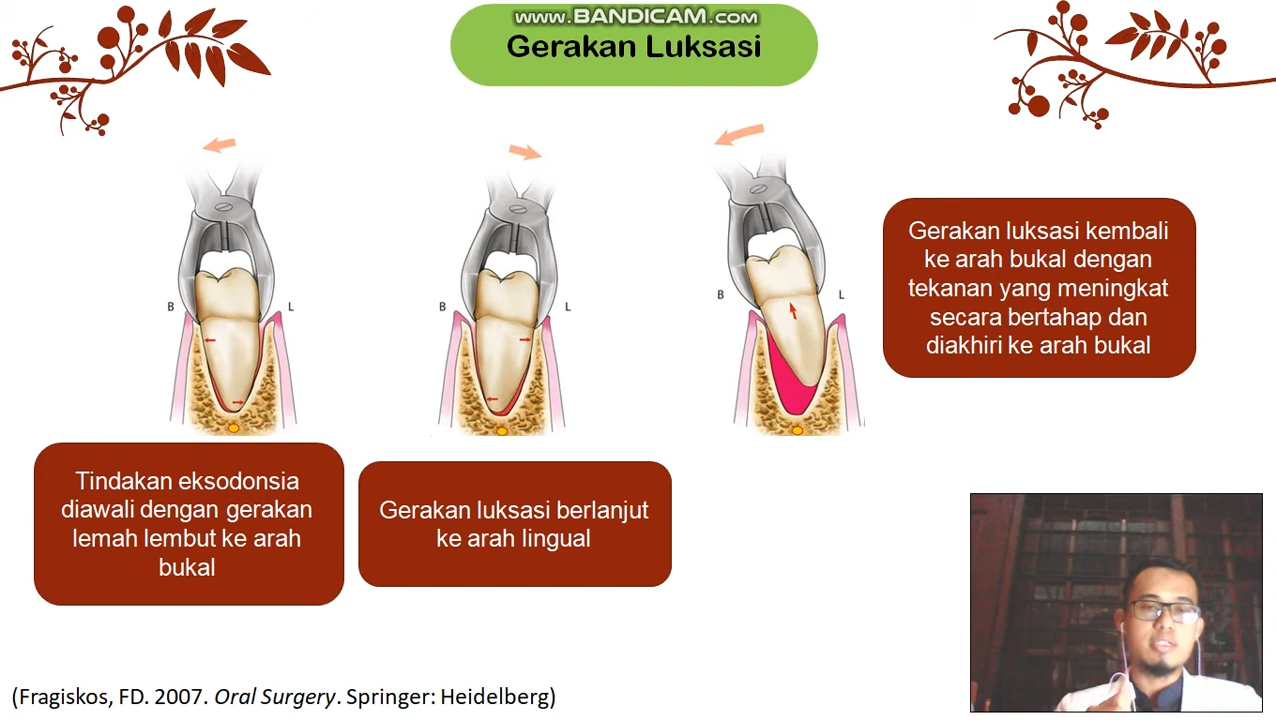 www.BANDICAM.com
Gerakan Luksasi
B
L
B
L
B
L
Gerakan luksasi kembali
ke arah bukal dengan
tekanan yang meningkat
secara bertahap dan
diakhiri ke arah bukal
Tindakan eksodonsia
diawali dengan gerakan
lemah lembut ke arah
bukal
Gerakan luksasi berlanjut
ke arah lingual
(Fragiskos, FD. 2007. Oral Surgery. Springer: Heidelberg)